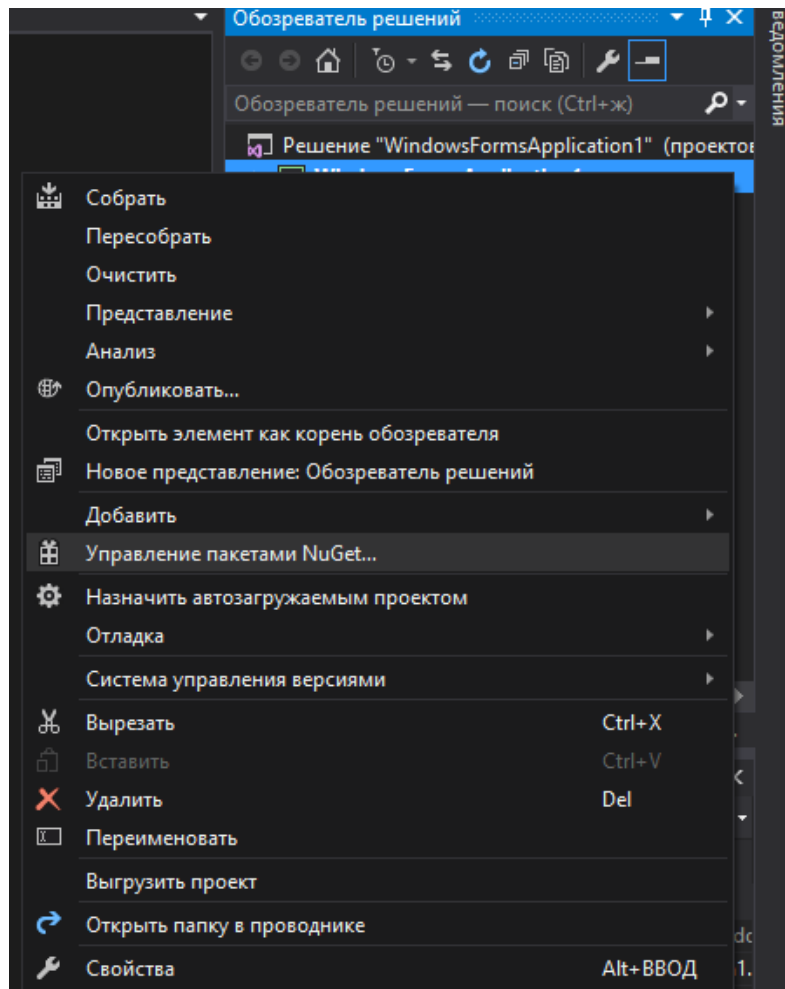 Обозреватель решений
ведомления
Обозреватель решений — поиск (Ctrl+ж)
Решение "WindowsFormsApplication1" (проектов
Собрать
Пересобрать
Очистить
Представление
Анализ
Опубликовать...
Открыть элемент как корень обозревателя
Новое представление: Обозреватель решений
Добавить
Управление пакетами NuGet...
Назначить автозагружаемым проектом
Отладка
Система управления версиями
Вырезать Ctrl+X
Вставить Ctrl+V
Удалить Del
Переименовать
Выгрузить проект
Открыть папку в проводнике
Свойства Alt+ВВОД